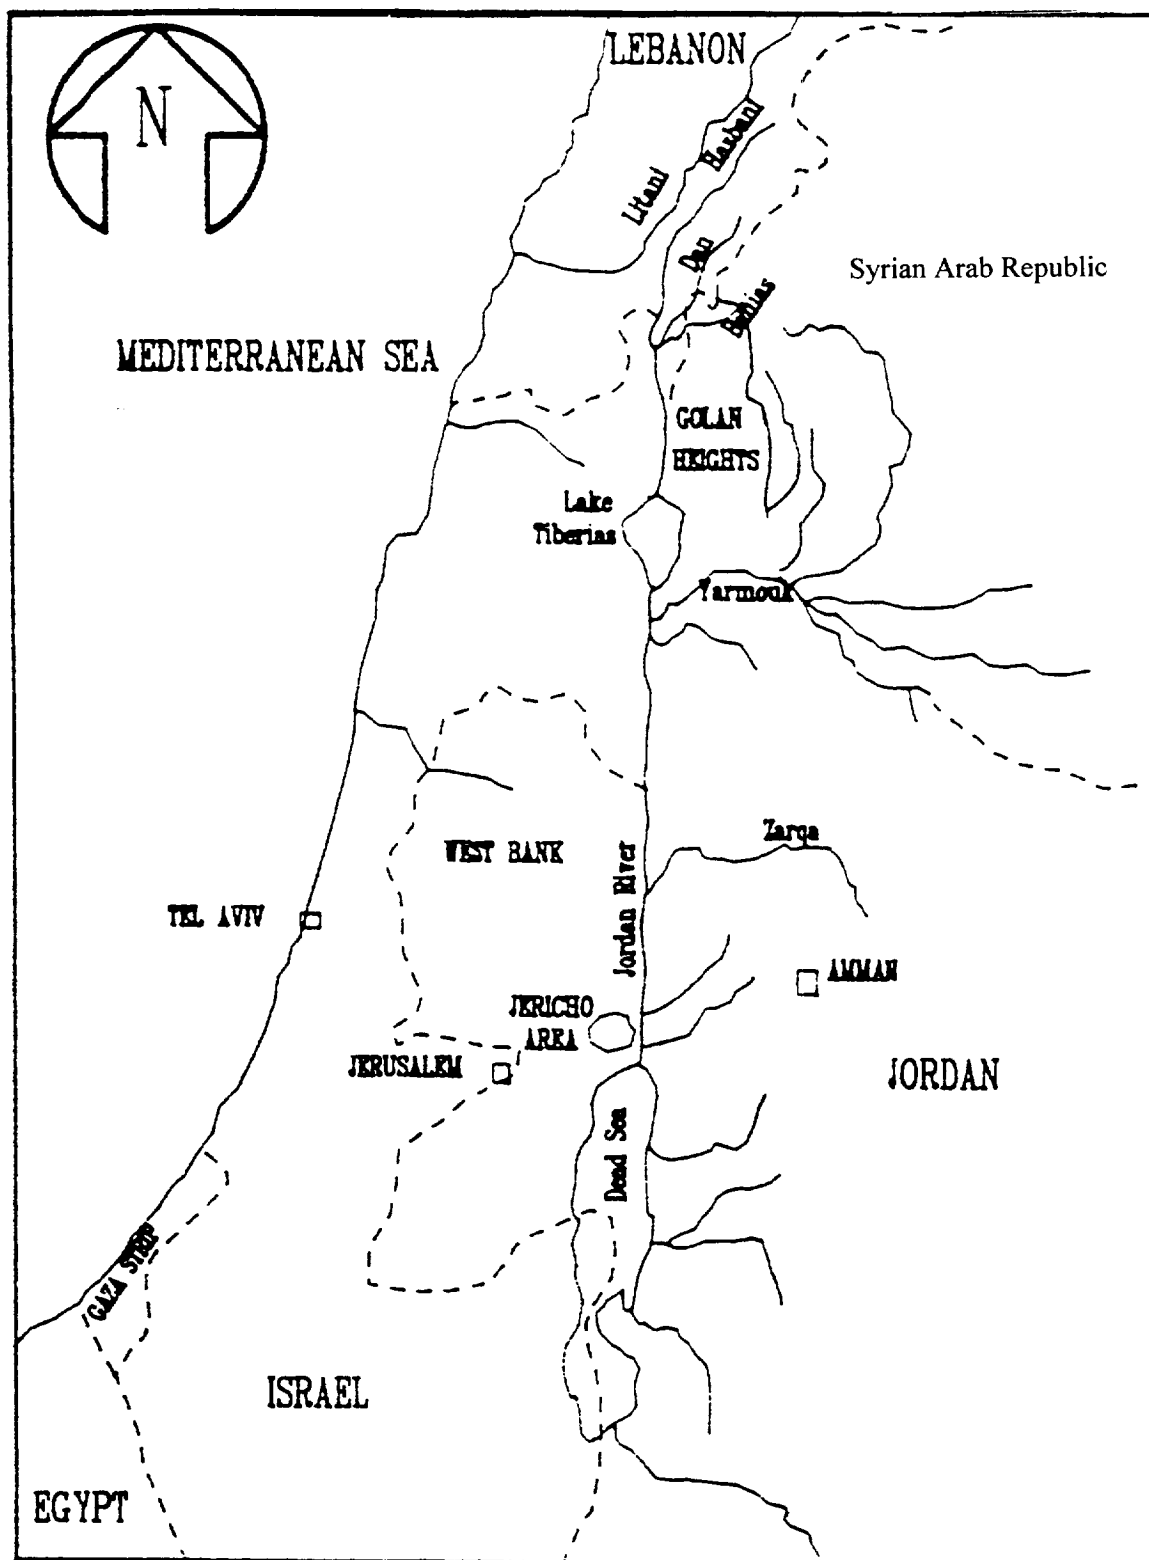 LEBANON
N
Hasbani
Litani
Dan
Syrian Arab Republic
Banias
MEDITERRANEAN SEA
GOLAN
HEIGHTS
Lake
Tiberias
Yarmouk
Zarqa
WEST BANK
Jordan River
TEL AVIV
AMMAN
JERICHO
AREA
JERUSALEM
JORDAN
Dead Sea
GAZA STRIP
ISRAEL
EGYPT